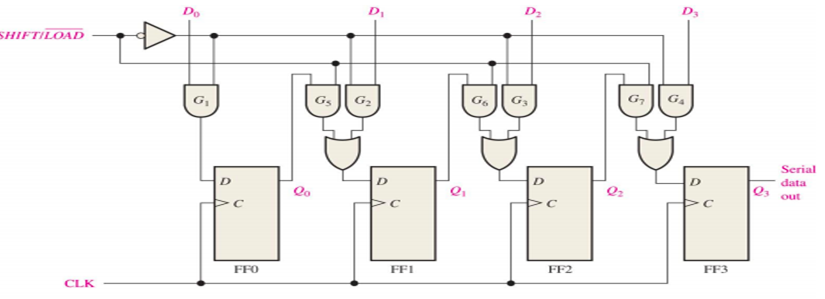 D0 D1 D2 D3
SHIFT/LOAD
G1 G5 G2 G6 G3 G7 G4
D Q0 D Q1 D Q2 D Q3 Serial data out
C C C C
FF0 FF1 FF2 FF3
CLK